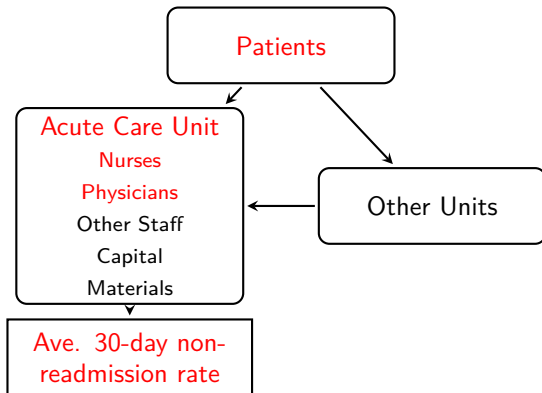 Patients
Acute Care Unit
Nurses
Physicians
Other Staff
Capital
Materials
Other Units
Ave. 30-day non-
readmission rate